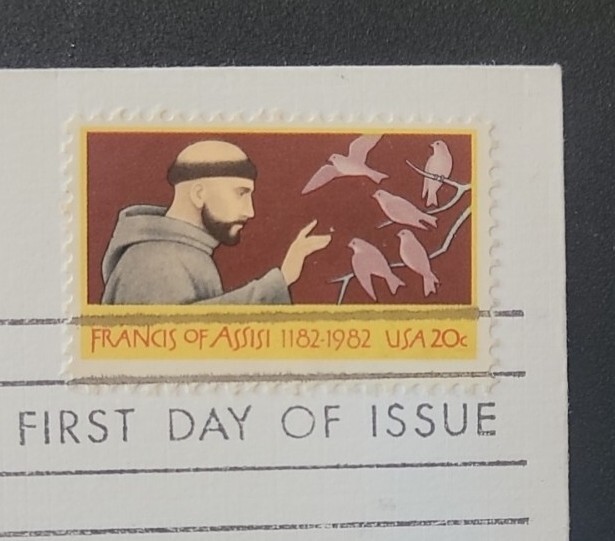 FRANCIS OF ASSISI 1182-1982 USA 20c
FIRST DAY OF ISSUE